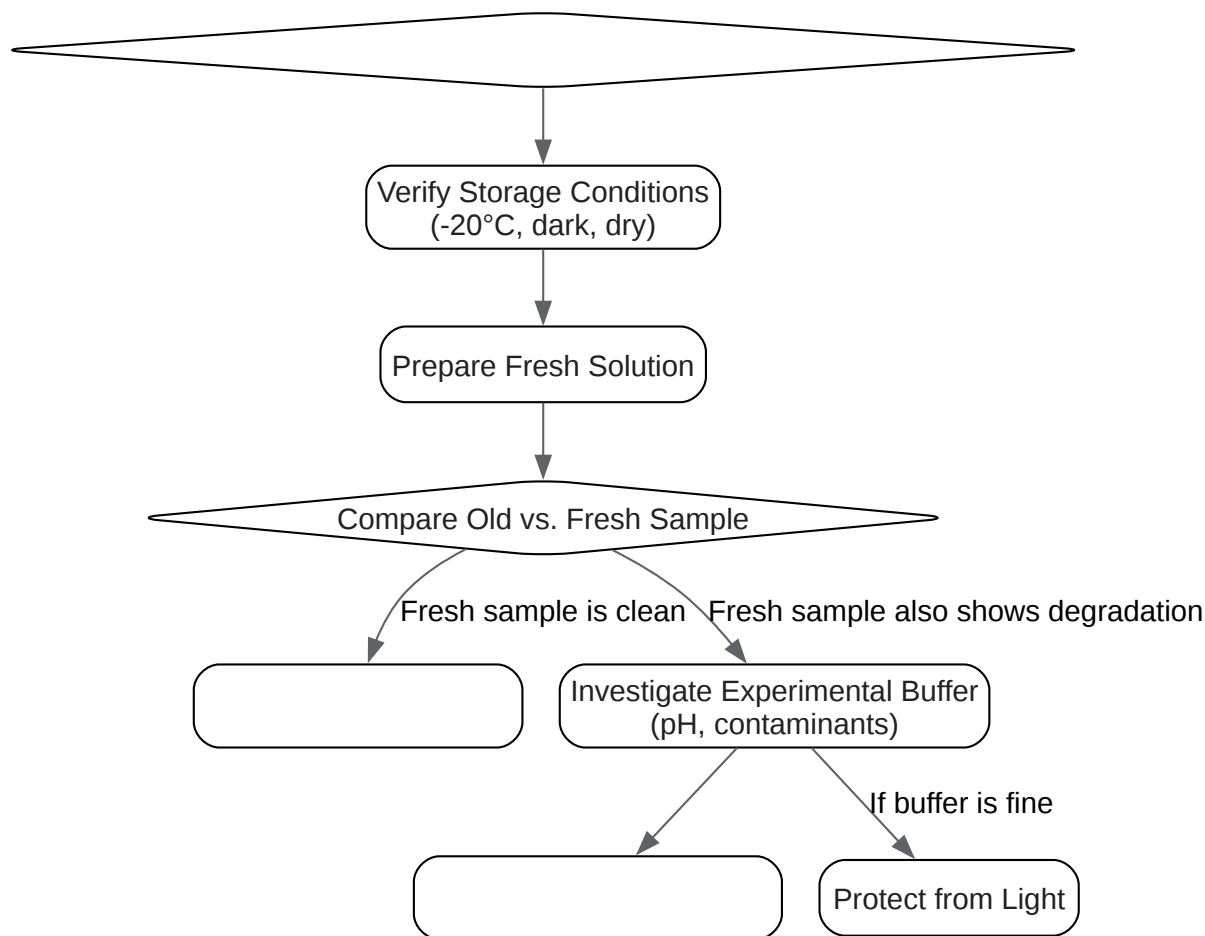 Verify Storage Conditions
(-20°C, dark, dry)
Prepare Fresh Solution
Compare Old vs. Fresh Sample
Fresh sample is clean
Fresh sample also shows degradation
Investigate Experimental Buffer
(pH, contaminants)
If buffer is fine
Protect from Light